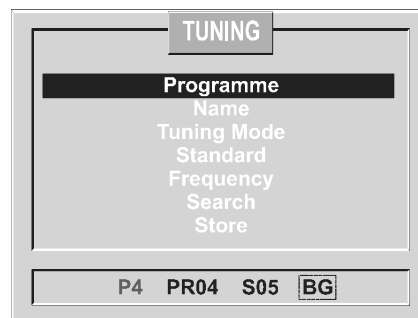 TUNING
Programme
Name
Tuning Mode
Standard
Frequency
Search
Store
P4 PR04 S05 BG